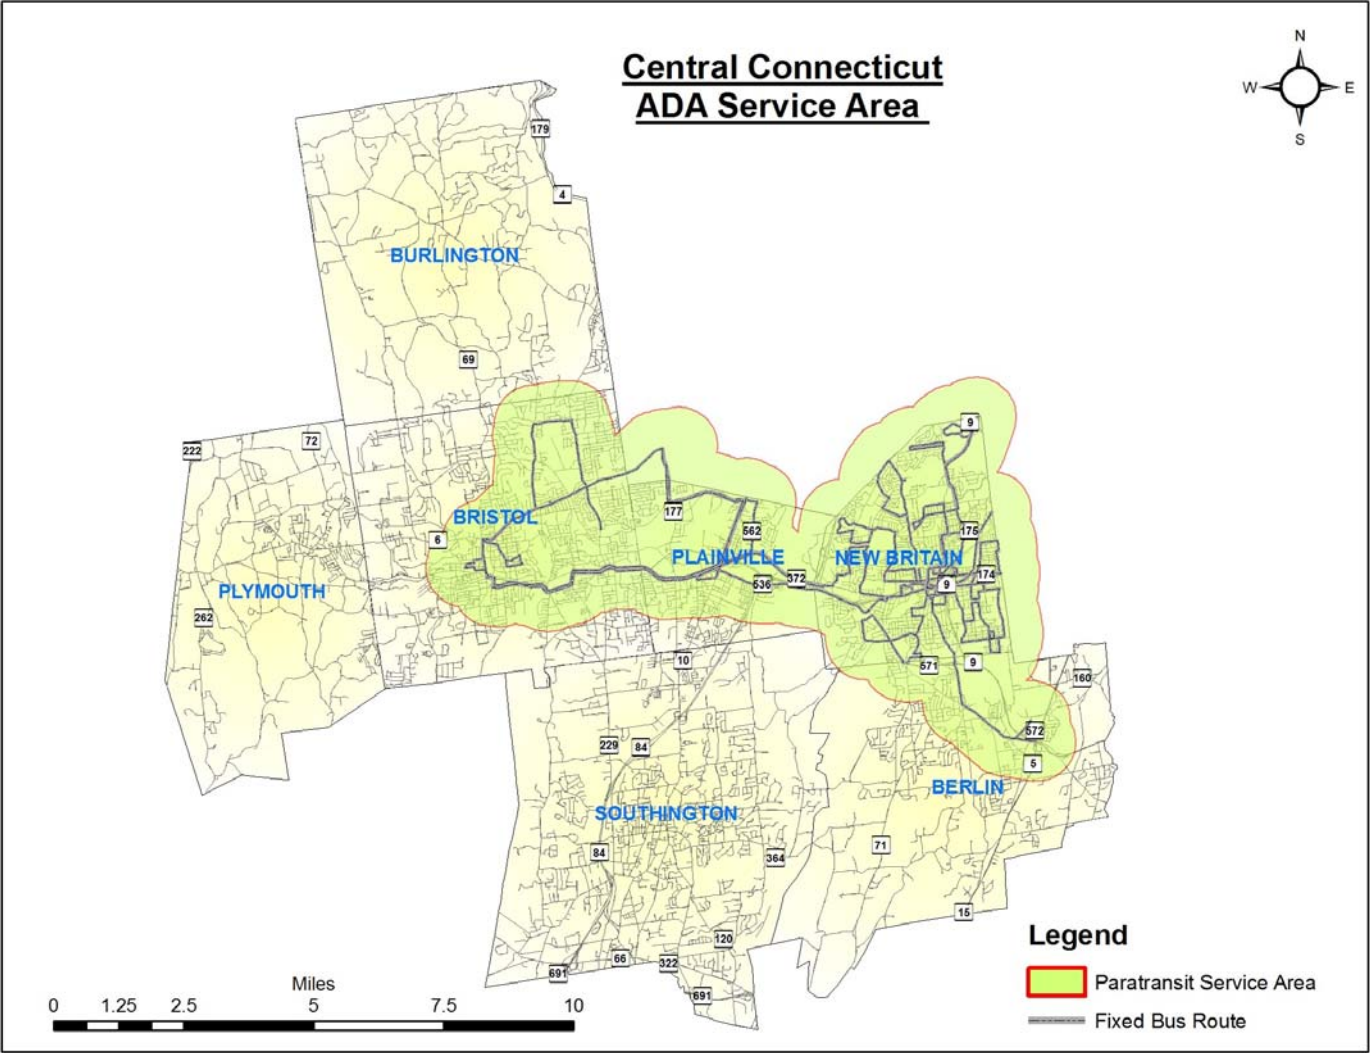 Central Connecticut
ADA Service Area
N
W E
S
179
4
BURLINGTON
69
9
72
222
177
BRISTOL
562
175
6
PLAINVILLE
NEW BRITAIN
174
372
536
9
PLYMOUTH
262
10
571
9
160
572
229
84
5
BERLIN
SOUTHINGTON
84
364
71
15
120
66
322
691
691
Legend
Paratransit Service Area
Fixed Bus Route
Miles
0 1.25 2.5 5 7.5 10